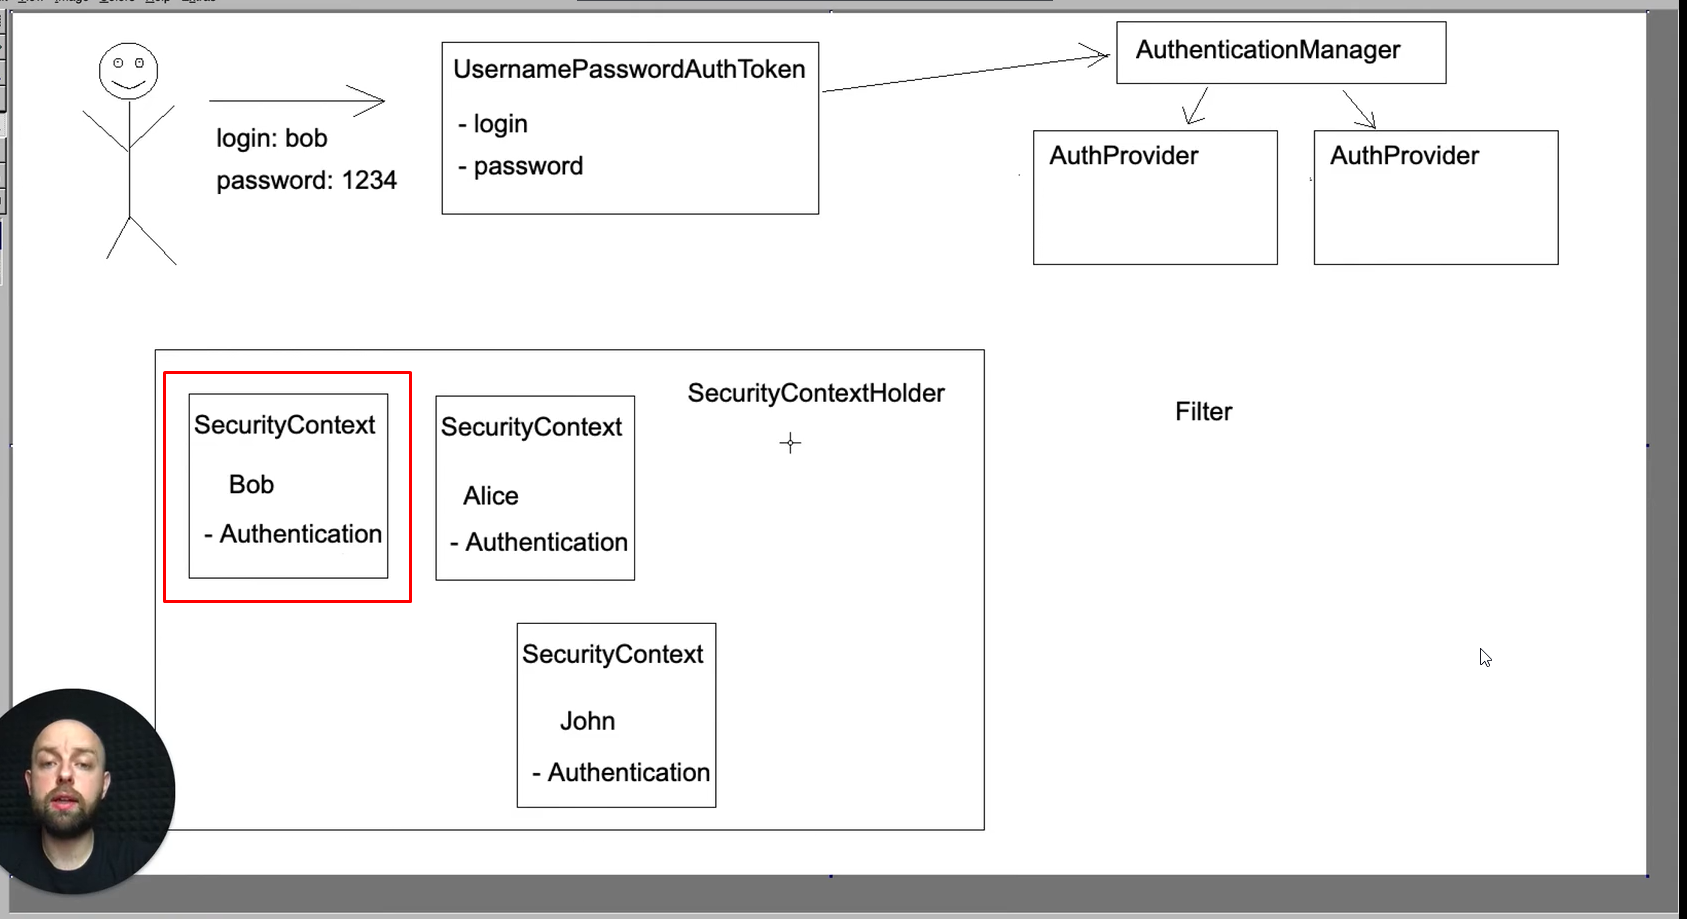 UsernamePasswordAuthToken
- login
- password
login: bob
password: 1234
AuthenticationManager
AuthProvider
AuthProvider
SecurityContextHolder
SecurityContext
Bob
- Authentication
SecurityContext
Alice
- Authentication
SecurityContext
John
- Authentication
Filter